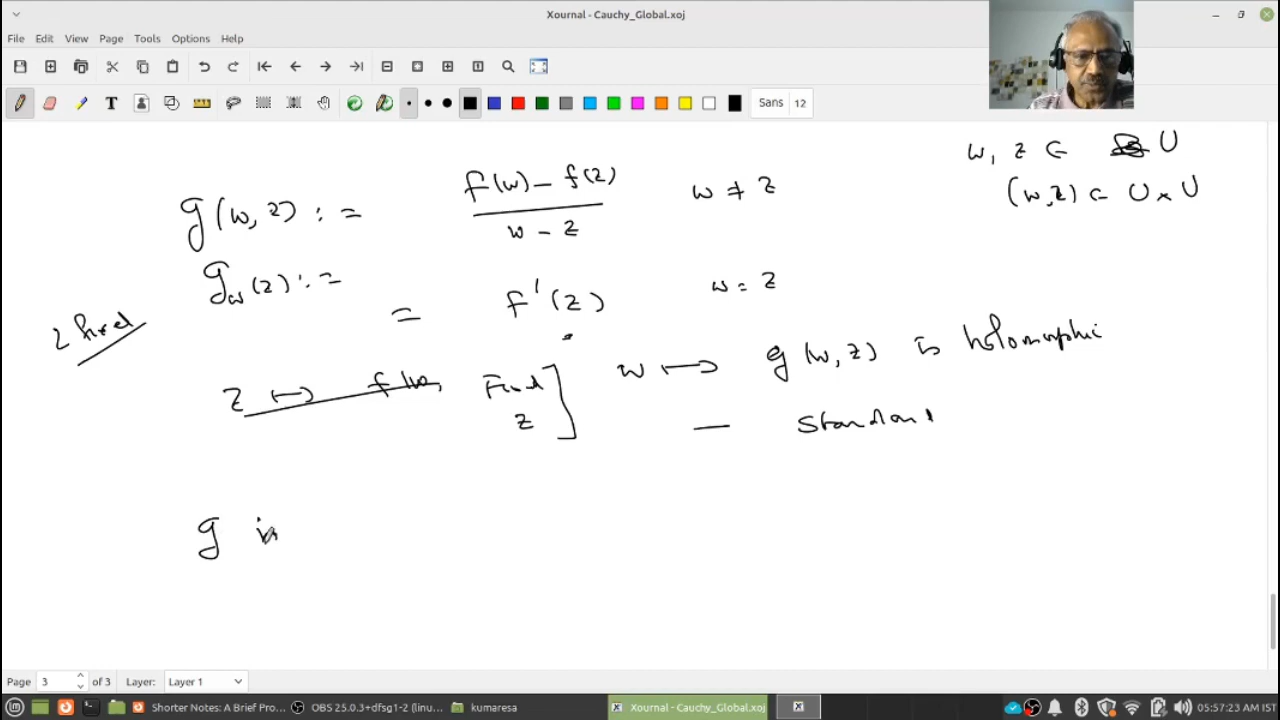 Xournal - Cauchy_Global.xoj
File Edit View Page Tools Options Help
Sans 12
w, z ∈ U
(w,z) ∈ U × U
g(w, z) := f(w) - f(z) / w - z w ≠ z
g_w(z) :=
= f'(z) w = z
z fixed
z ↦
Fixed z ] w ↦ g(w, z) is holomorphic
— Standard
g is
Page 3 of 3 Layer: Layer 1
Shorter Notes: A Brief Pro... OBS 25.0.3+dfsg1-2 (linu... kumaresa Xournal - Cauchy_Global.xoj 05:57:23 AM IST